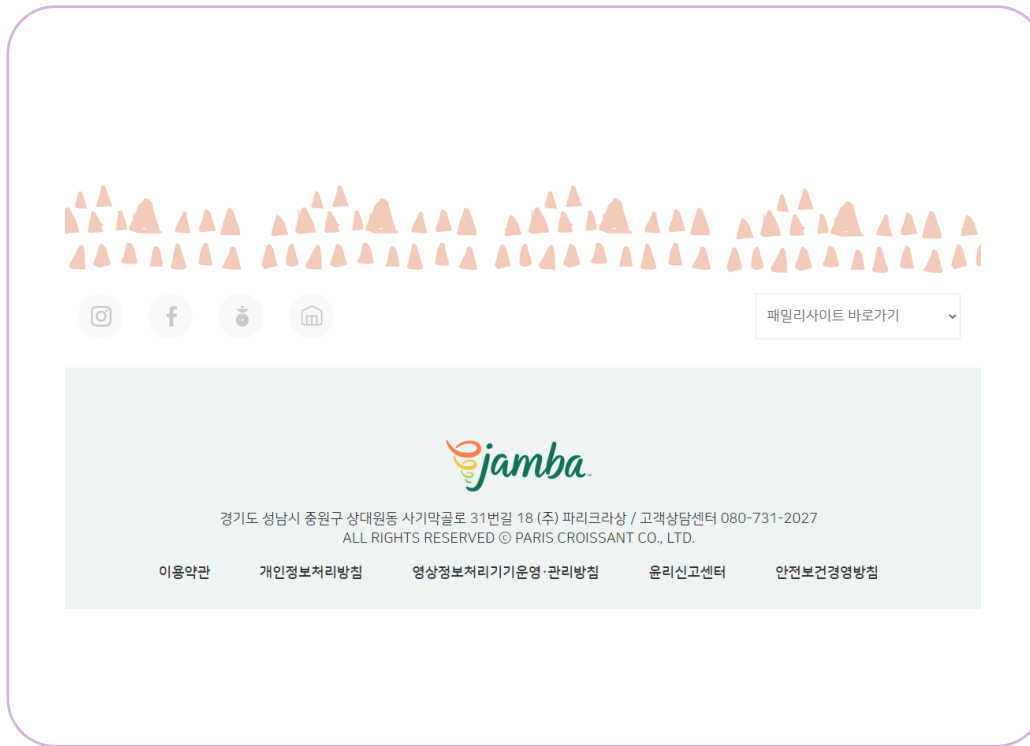 패밀리사이트 바로가기
jamba
경기도 성남시 중원구 상대원동 사기막골로 31번길 18 (주) 파리크라상 / 고객상담센터 080-731-2027
ALL RIGHTS RESERVED ⓒ PARIS CROISSANT CO., LTD.
이용약관 개인정보처리방침 영상정보처리기기운영·관리방침 윤리신고센터 안전보건경영방침